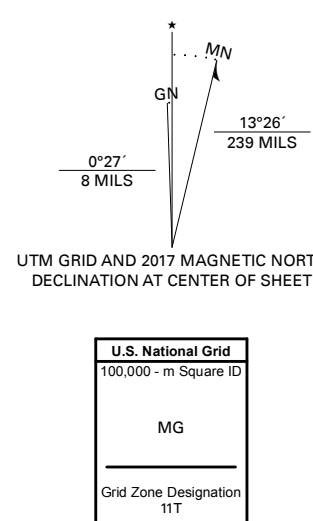 ★
MN
GN
13°26´
239 MILS
0°27´
8 MILS
UTM GRID AND 2017 MAGNETIC NORT
DECLINATION AT CENTER OF SHEET
U.S. National Grid
100,000 - m Square ID
MG
Grid Zone Designation
11T